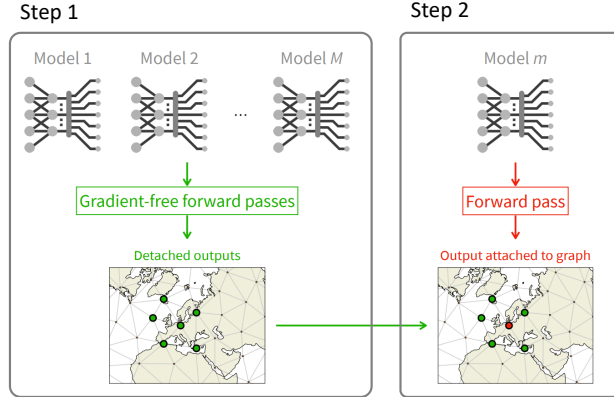 Step 1
Model 1
Model 2
...
Model M
Gradient-free forward passes
Detached outputs
Step 2
Model m
Forward pass
Output attached to graph